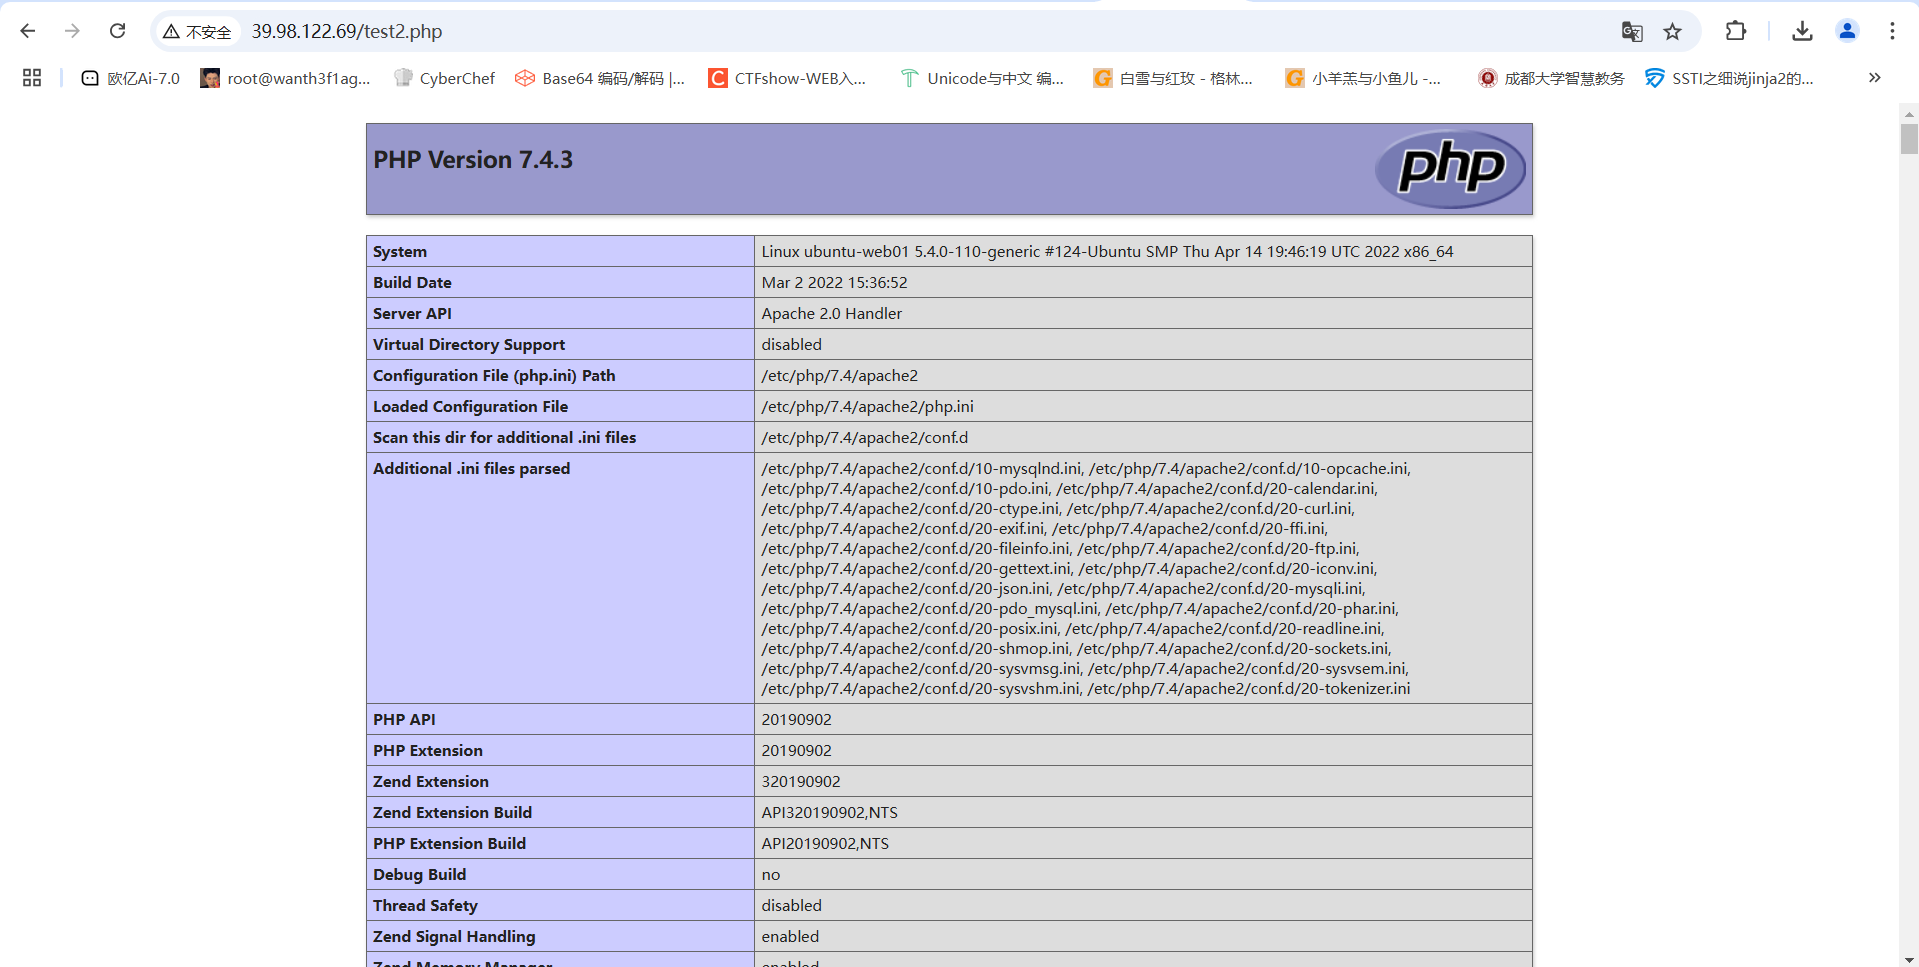 不安全 39.98.122.69/test2.php
欧亿Ai-7.0 root@wanth3f1ag... CyberChef Base64 编码/解码 |... CTFshow-WEB入... Unicode与中文 编... 白雪与红玫 - 格林... 小羊羔与小鱼儿 -... 成都大学智慧教务 SSTI之细说jinja2的... »
PHP Version 7.4.3
php
System Linux ubuntu-web01 5.4.0-110-generic #124-Ubuntu SMP Thu Apr 14 19:46:19 UTC 2022 x86_64
Build Date Mar 2 2022 15:36:52
Server API Apache 2.0 Handler
Virtual Directory Support disabled
Configuration File (php.ini) Path /etc/php/7.4/apache2
Loaded Configuration File /etc/php/7.4/apache2/php.ini
Scan this dir for additional .ini files /etc/php/7.4/apache2/conf.d
Additional .ini files parsed /etc/php/7.4/apache2/conf.d/10-mysqlnd.ini, /etc/php/7.4/apache2/conf.d/10-opcache.ini,
/etc/php/7.4/apache2/conf.d/10-pdo.ini, /etc/php/7.4/apache2/conf.d/20-calendar.ini,
/etc/php/7.4/apache2/conf.d/20-ctype.ini, /etc/php/7.4/apache2/conf.d/20-curl.ini,
/etc/php/7.4/apache2/conf.d/20-exif.ini, /etc/php/7.4/apache2/conf.d/20-ffi.ini,
/etc/php/7.4/apache2/conf.d/20-fileinfo.ini, /etc/php/7.4/apache2/conf.d/20-ftp.ini,
/etc/php/7.4/apache2/conf.d/20-gettext.ini, /etc/php/7.4/apache2/conf.d/20-iconv.ini,
/etc/php/7.4/apache2/conf.d/20-json.ini, /etc/php/7.4/apache2/conf.d/20-mysqli.ini,
/etc/php/7.4/apache2/conf.d/20-pdo_mysql.ini, /etc/php/7.4/apache2/conf.d/20-phar.ini,
/etc/php/7.4/apache2/conf.d/20-posix.ini, /etc/php/7.4/apache2/conf.d/20-readline.ini,
/etc/php/7.4/apache2/conf.d/20-shmop.ini, /etc/php/7.4/apache2/conf.d/20-sockets.ini,
/etc/php/7.4/apache2/conf.d/20-sysvmsg.ini, /etc/php/7.4/apache2/conf.d/20-sysvsem.ini,
/etc/php/7.4/apache2/conf.d/20-sysvshm.ini, /etc/php/7.4/apache2/conf.d/20-tokenizer.ini
PHP API 20190902
PHP Extension 20190902
Zend Extension 320190902
Zend Extension Build API320190902,NTS
PHP Extension Build API20190902,NTS
Debug Build no
Thread Safety disabled
Zend Signal Handling enabled
Zend Memory Manager enabled